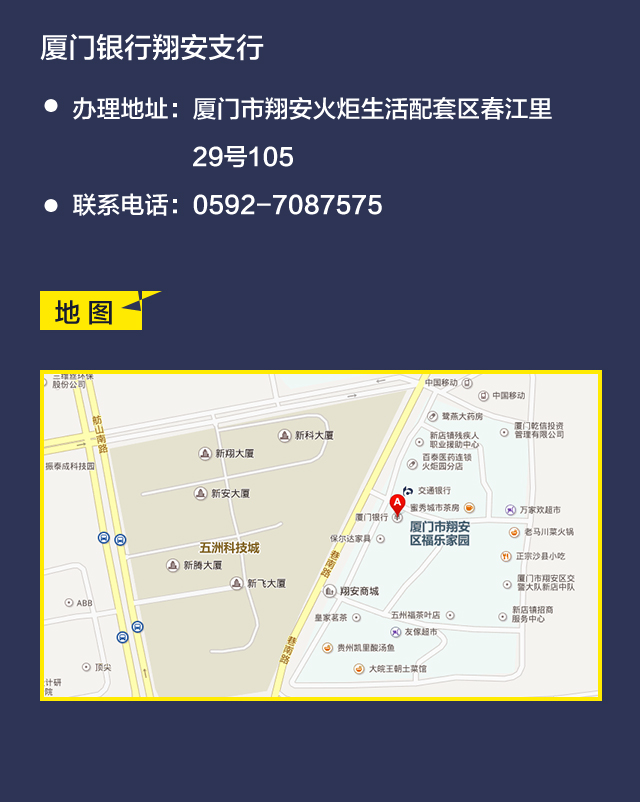 厦门银行翔安支行
办理地址：厦门市翔安火炬生活配套区春江里
29号105
联系电话：0592-7087575
地图
股份公司
中国移动
中国移动
舫山南路
鹭燕大药房
厦门乾信投资
管理有限公司
新科大厦
新店镇残疾人
职业援助中心
新翔大厦
百泰医药连锁
火炬园分店
振泰成科技园
新安大厦
交通银行
蜜秀城市茶房
万家欢超市
厦门银行
A
厦门市翔安
区福乐家园
老马川菜火锅
保尔达家具
五洲科技城
正宗沙县小吃
巷南路
新腾大厦
新飞大厦
厦门市翔安区交
警大队新店中队
翔安商城
ABB
皇家茗茶
五州福茶叶店
新店镇招商
服务中心
友傢超市
巷南路
贵州凯里酸汤鱼
顶尖
大皖王朝土菜馆
计研
院